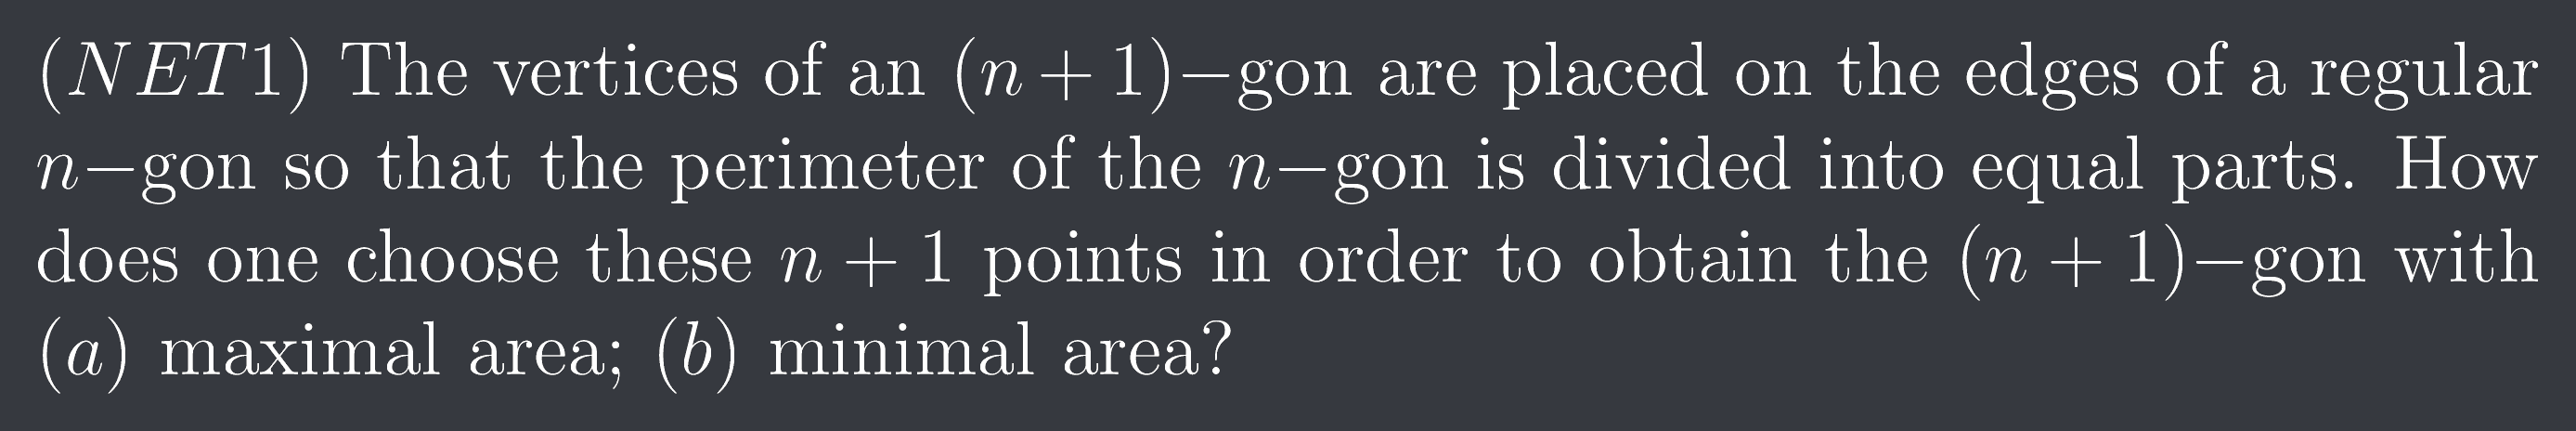 (NET1) The vertices of an (n + 1)−gon are placed on the edges of a regular
n−gon so that the perimeter of the n−gon is divided into equal parts. How
does one choose these n + 1 points in order to obtain the (n + 1)−gon with
(a) maximal area; (b) minimal area?